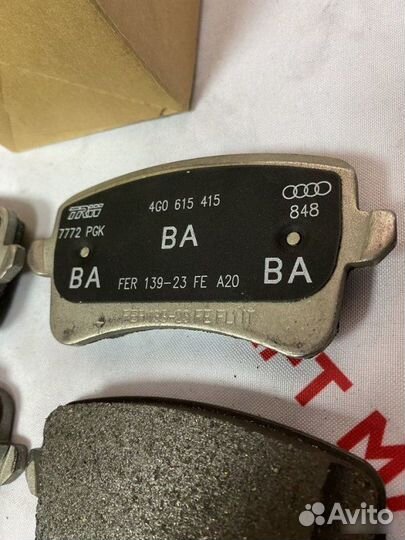 TRW
4G0 615 415
848
7772 PGK
BA
BA
BA
FER 139-23 FE A20
Avito